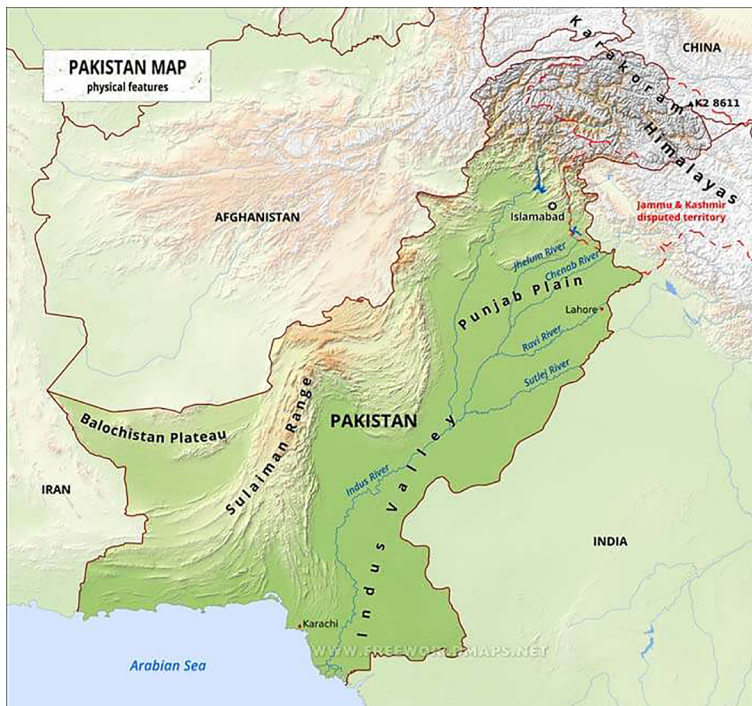 PAKISTAN MAP
physical features
Karakoram
CHINA
K2 8611
Himalayas
Jammu & Kashmir
disputed territory
AFGHANISTAN
Islamabad
Jhelum River
Chenab River
Punjab Plain
Lahore
Ravi River
Sutlej River
Balochistan Plateau
Sulaiman Range
PAKISTAN
Indus River
Indus Valley
IRAN
INDIA
Karachi
WWW.FREEWORLDMAPS.NET
Arabian Sea